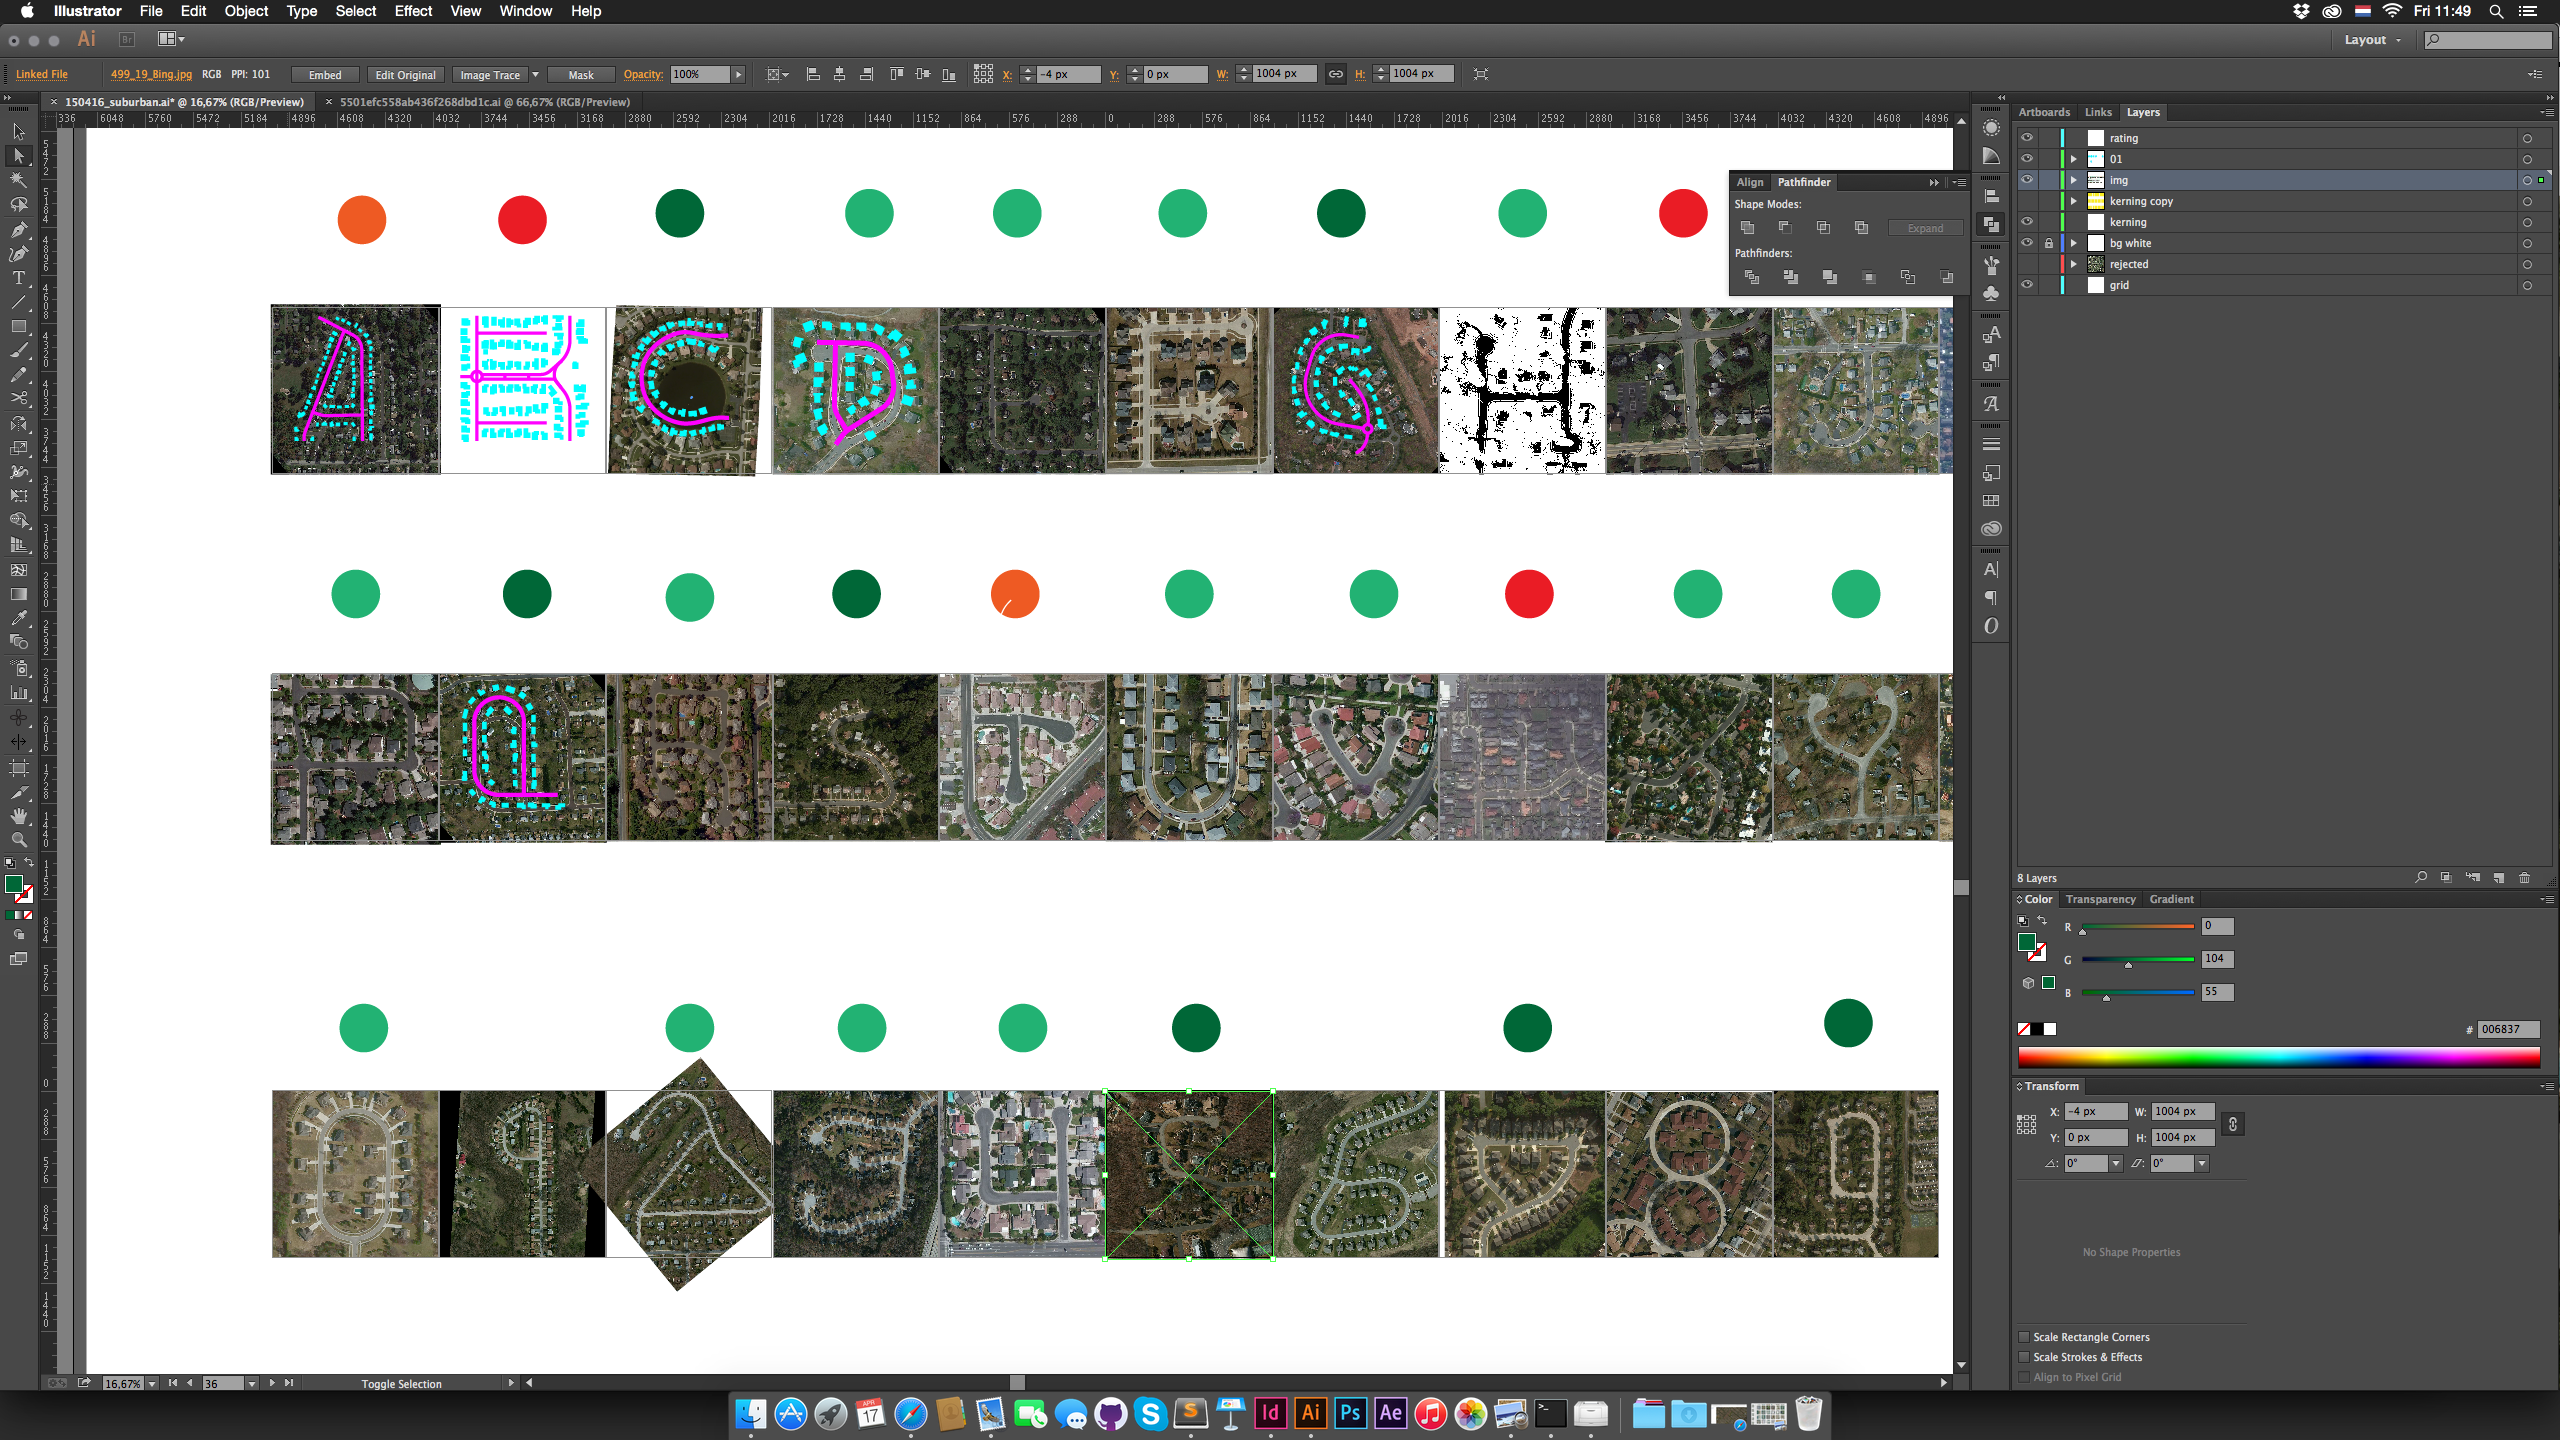 Illustrator File Edit Object Type Select Effect View Window Help
Fri 11:49
Ai Br
Layout
Linked File 499_19_Bing.jpg RGB PPI: 101 Embed Edit Original Image Trace Mask Opacity: 100% X: -4 px Y: 0 px W: 1004 px H: 1004 px
150416_suburban.ai* @ 16,67% (RGB/Preview)
5501efc558ab436f268dbd1c.ai @ 66,67% (RGB/Preview)
336 6048 5760 5472 5184 4896 4608 4320 4032 3744 3456 3168 2880 2592 2304 2016 1728 1440 1152 864 576 288 0 288 576 864 1152 1440 1728 2016 2304 2592 2880 3168 3456 3744 4032 4320 4608 4896
Align Pathfinder
Shape Modes:
Expand
Pathfinders:
Artboards Links Layers
rating
01
img
kerning copy
kerning
bg white
rejected
grid
8 Layers
Color Transparency Gradient
R 0
G 104
B 55
# 006837
Transform
X: -4 px W: 1004 px
Y: 0 px H: 1004 px
0° 0°
No Shape Properties
Scale Rectangle Corners
Scale Strokes & Effects
Align to Pixel Grid
16,67% 36 Toggle Selection
APR 17
Id Ai Ps Ae